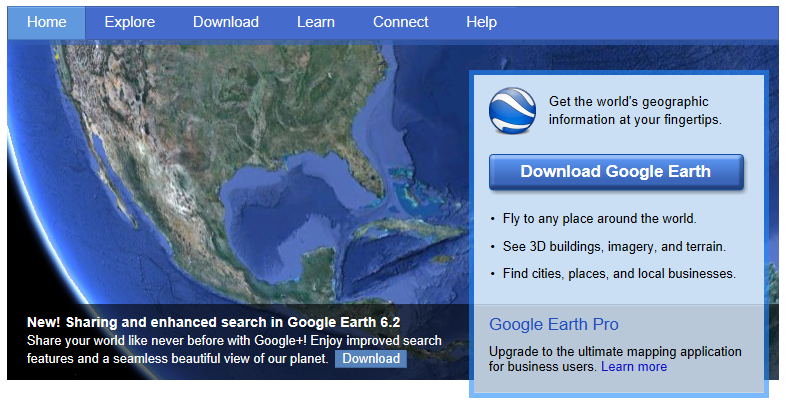 Home Explore Download Learn Connect Help
Get the world's geographic
information at your fingertips.
Download Google Earth
• Fly to any place around the world.
• See 3D buildings, imagery, and terrain.
• Find cities, places, and local businesses.
New! Sharing and enhanced search in Google Earth 6.2
Share your world like never before with Google+! Enjoy improved search
features and a seamless beautiful view of our planet. Download
Google Earth Pro
Upgrade to the ultimate mapping application
for business users. Learn more